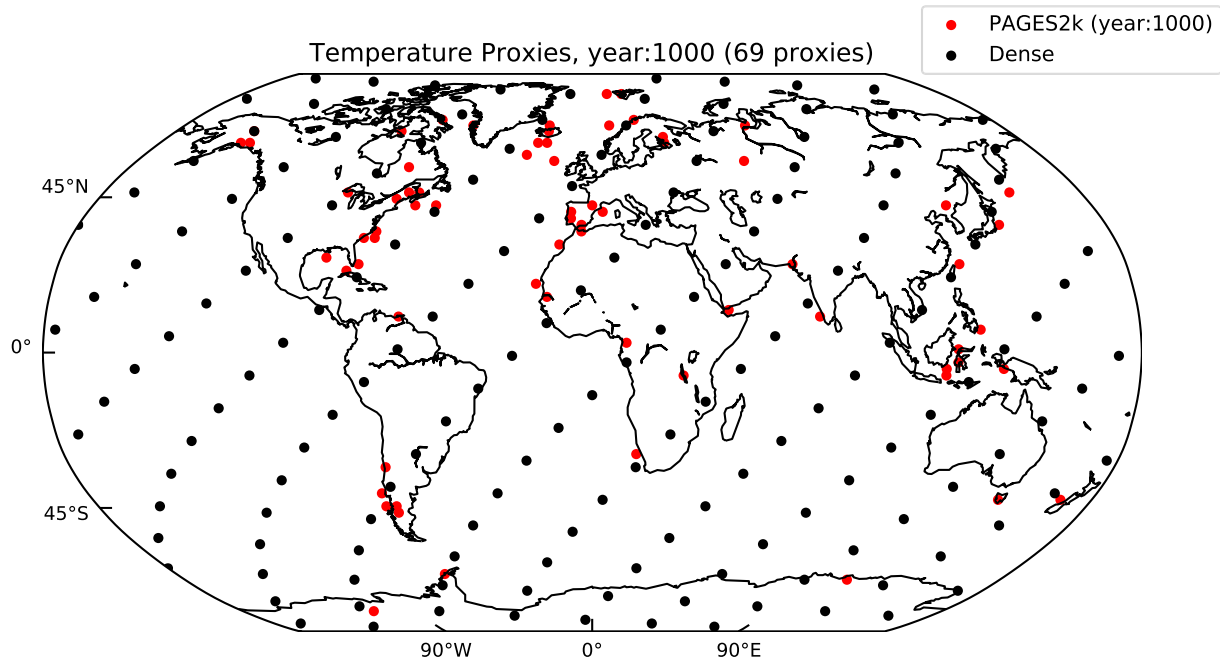 PAGES2k (year:1000)
Dense
Temperature Proxies, year:1000 (69 proxies)
45°N
0°
45°S
90°W 0° 90°E